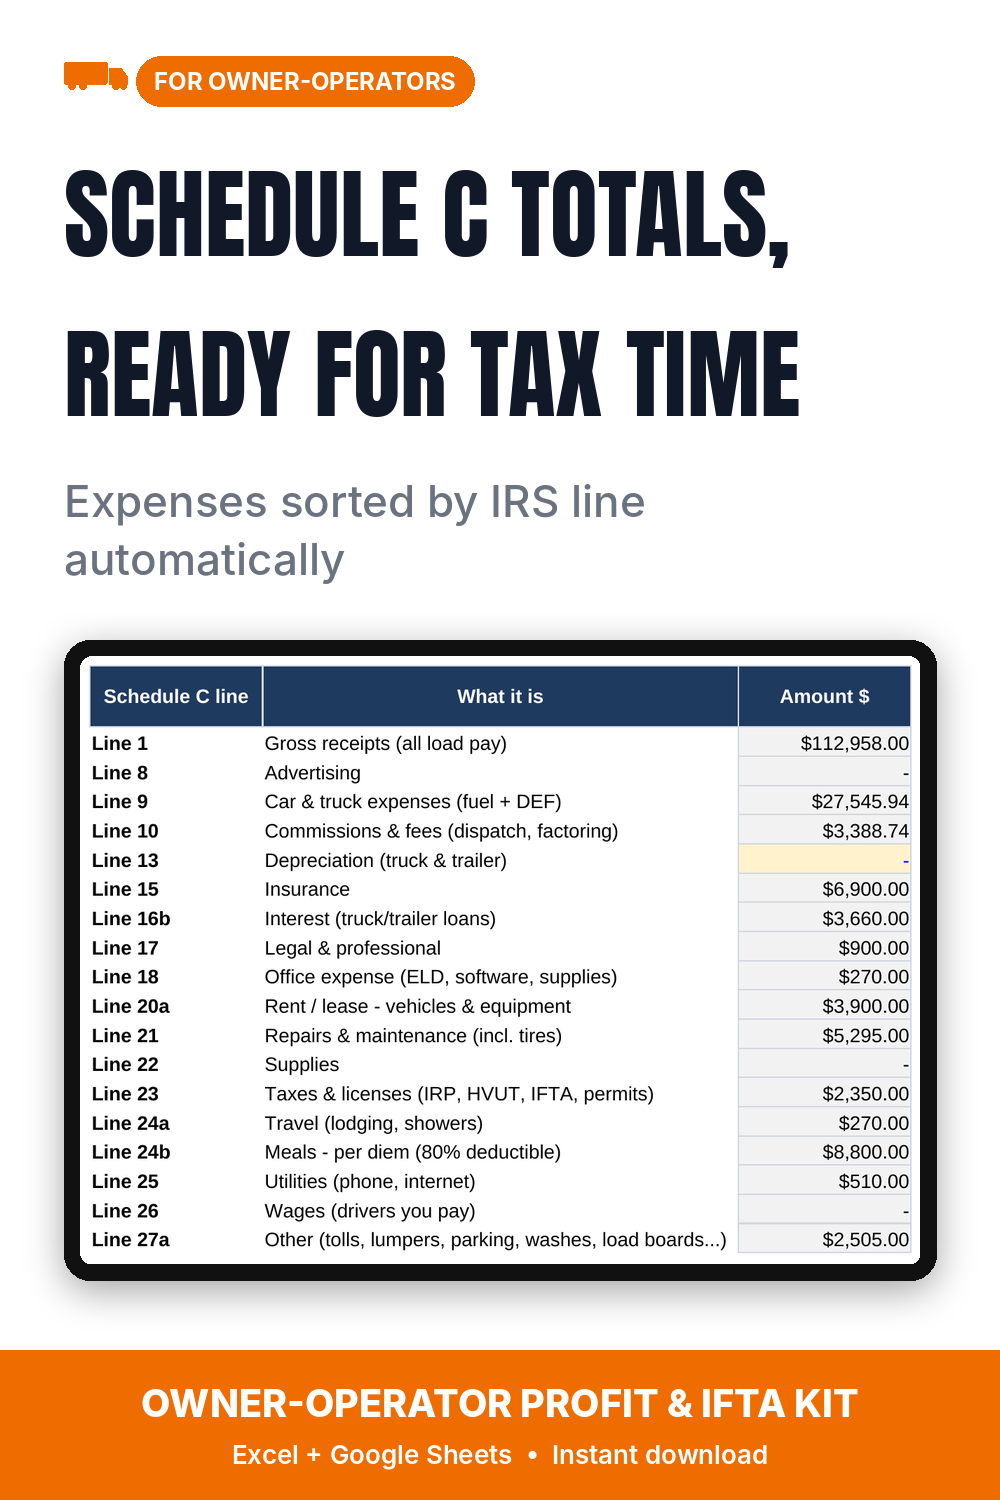 FOR OWNER-OPERATORS
SCHEDULE C TOTALS,
READY FOR TAX TIME
Expenses sorted by IRS line
automatically
Schedule C line What it is Amount $
Line 1 Gross receipts (all load pay) $112,958.00
Line 8 Advertising -
Line 9 Car & truck expenses (fuel + DEF) $27,545.94
Line 10 Commissions & fees (dispatch, factoring) $3,388.74
Line 13 Depreciation (truck & trailer) -
Line 15 Insurance $6,900.00
Line 16b Interest (truck/trailer loans) $3,660.00
Line 17 Legal & professional $900.00
Line 18 Office expense (ELD, software, supplies) $270.00
Line 20a Rent / lease - vehicles & equipment $3,900.00
Line 21 Repairs & maintenance (incl. tires) $5,295.00
Line 22 Supplies -
Line 23 Taxes & licenses (IRP, HVUT, IFTA, permits) $2,350.00
Line 24a Travel (lodging, showers) $270.00
Line 24b Meals - per diem (80% deductible) $8,800.00
Line 25 Utilities (phone, internet) $510.00
Line 26 Wages (drivers you pay) -
Line 27a Other (tolls, lumpers, parking, washes, load boards...) $2,505.00
OWNER-OPERATOR PROFIT & IFTA KIT
Excel + Google Sheets • Instant download